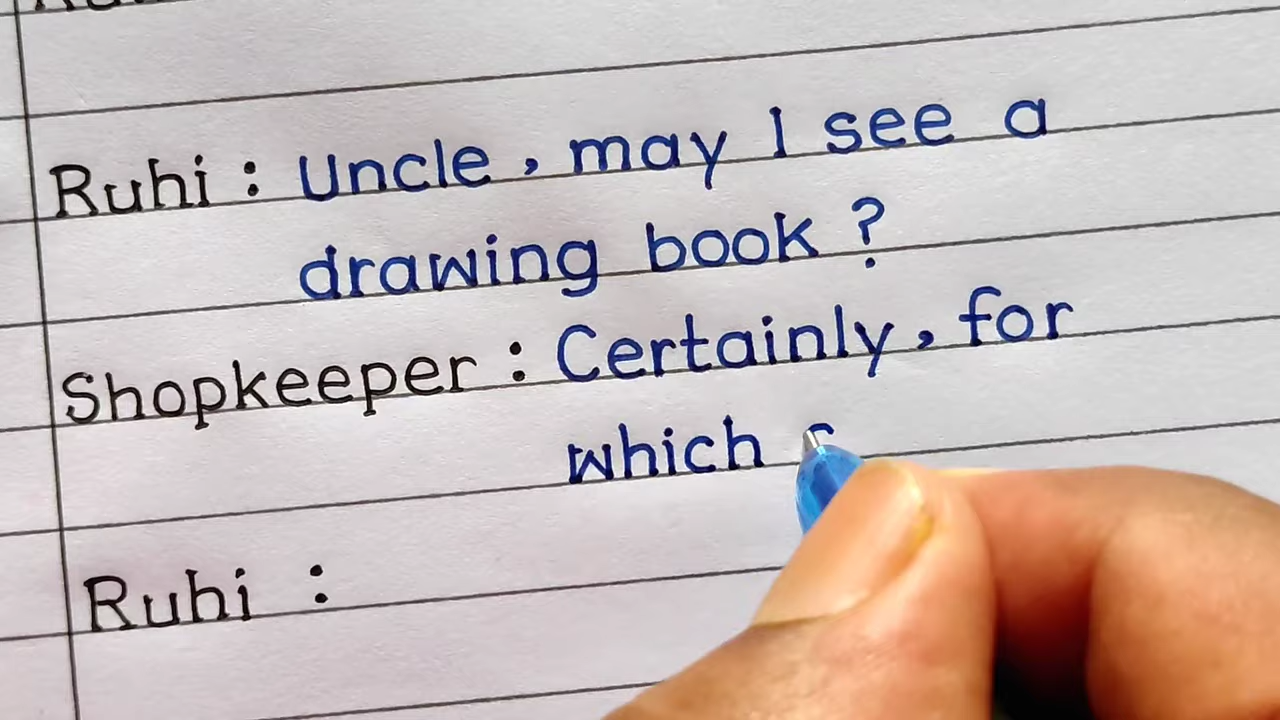 Ruhi : Uncle, may I see a
drawing book ?
Shopkeeper : Certainly, for
which
Ruhi :